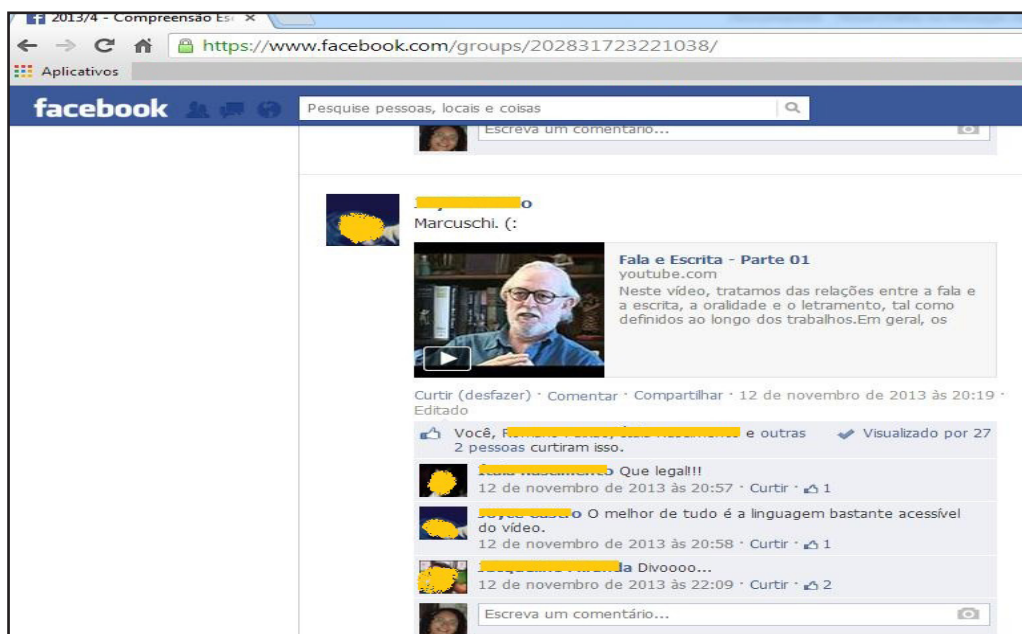 2013/4 - Compreensão Es
https://www.facebook.com/groups/202831723221038/
Aplicativos
facebook
Pesquise pessoas, locais e coisas
Escreva um comentário...
Marcuschi. (:
Fala e Escrita - Parte 01
youtube.com
Neste vídeo, tratamos das relações entre a fala e
a escrita, a oralidade e o letramento, tal como
definidos ao longo dos trabalhos.Em geral, os
Curtir (desfazer) · Comentar · Compartilhar · 12 de novembro de 2013 às 20:19 ·
Editado
Você, e outras
2 pessoas curtiram isso.
Visualizado por 27
Que legal!!!
12 de novembro de 2013 às 20:57 · Curtir · 1
O melhor de tudo é a linguagem bastante acessível
do vídeo.
12 de novembro de 2013 às 20:58 · Curtir · 1
Divoooo...
12 de novembro de 2013 às 22:09 · Curtir · 2
Escreva um comentário...